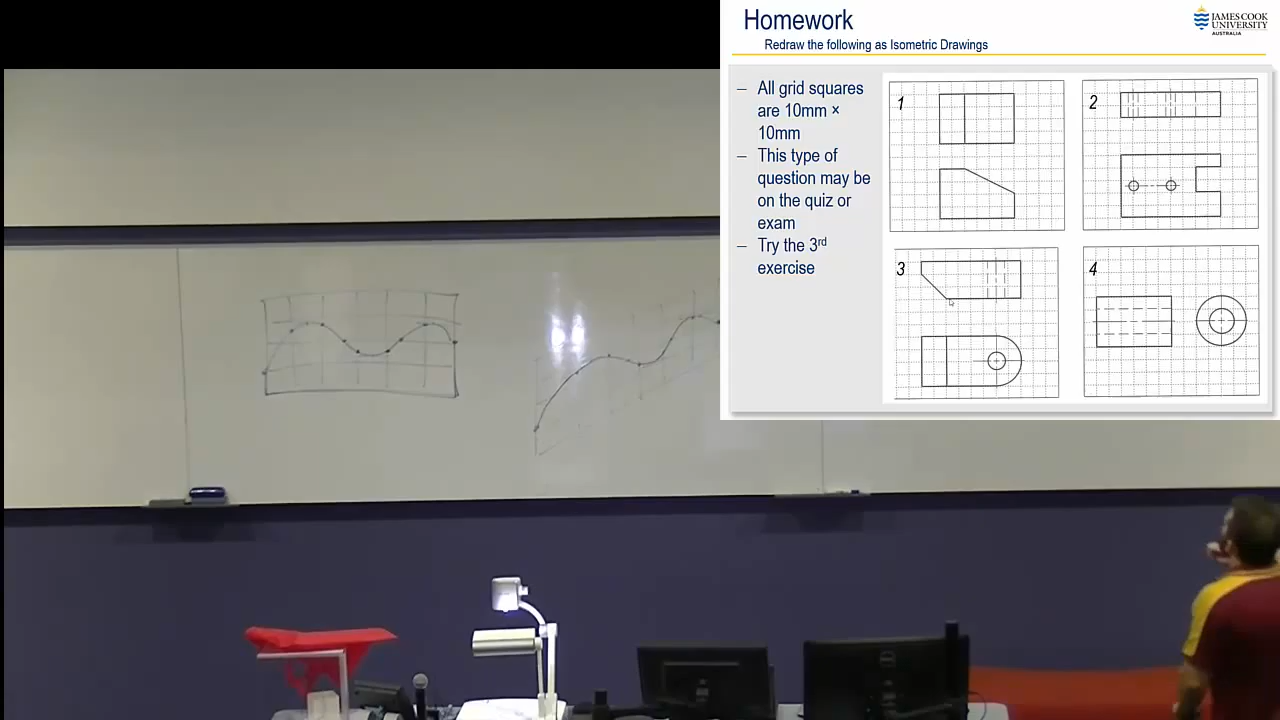 Homework
JAMES COOK
UNIVERSITY
AUSTRALIA
Redraw the following as Isometric Drawings
– All grid squares
are 10mm ×
10mm
– This type of
question may be
on the quiz or
exam
– Try the 3rd
exercise
1
2
3
4